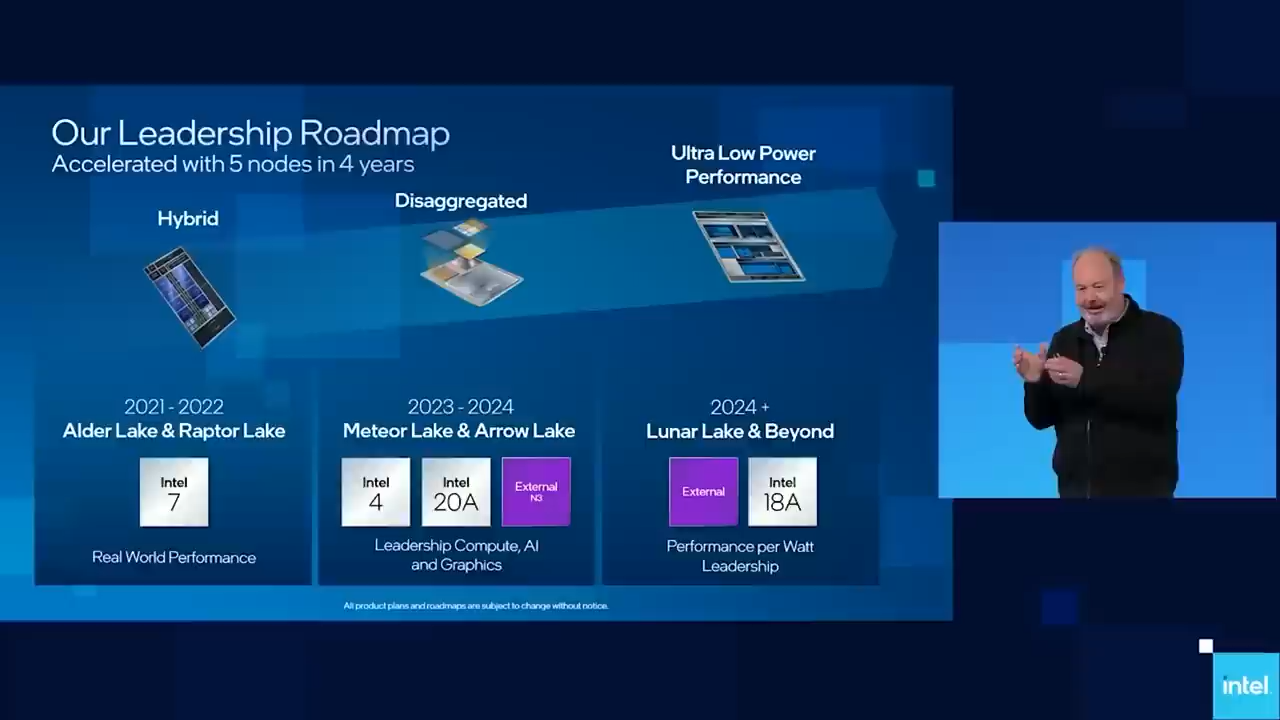 Our Leadership Roadmap
Accelerated with 5 nodes in 4 years
Hybrid
Disaggregated
Ultra Low Power
Performance
2021 - 2022
Alder Lake & Raptor Lake
Intel
7
Real World Performance
2023 - 2024
Meteor Lake & Arrow Lake
Intel
4
Intel
20A
External
N3
Leadership Compute, AI
and Graphics
2024 +
Lunar Lake & Beyond
External
Intel
18A
Performance per Watt
Leadership
All product plans and roadmaps are subject to change without notice.
intel